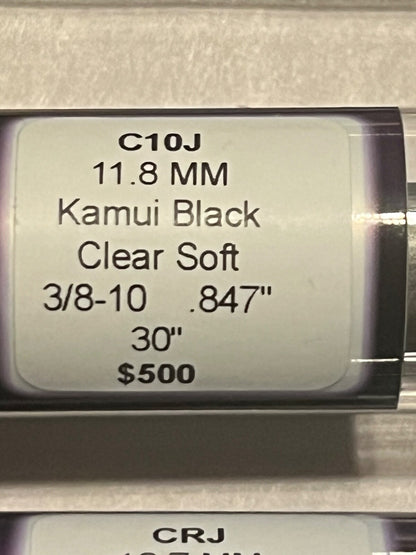 C10J
11.8 MM
Kamui Black
Clear Soft
3/8-10 .847"
30"
$500
CRJ